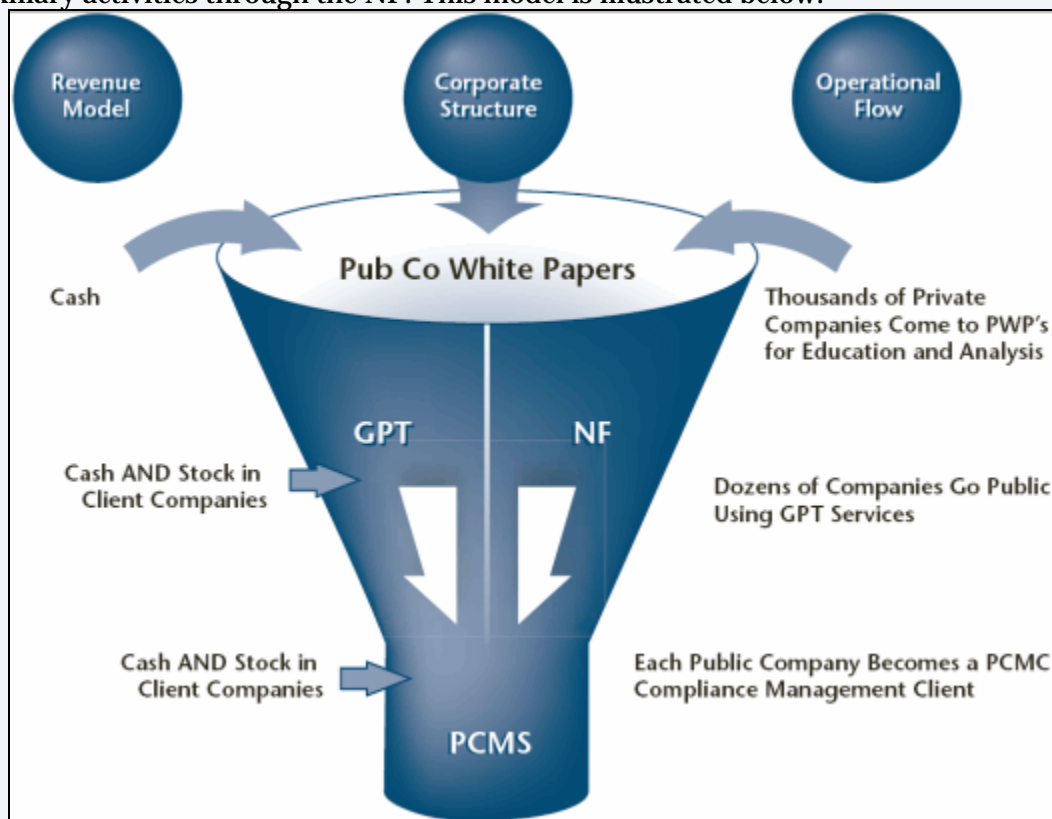 activities through the NF. This model is illustrated below.
Revenue
Model
Corporate
Structure
Operational
Flow
Pub Co White Papers
Cash
Thousands of Private
Companies Come to PWP's
for Education and Analysis
GPT
NF
Cash AND Stock in
Client Companies
Dozens of Companies Go Public
Using GPT Services
Cash AND Stock in
Client Companies
Each Public Company Becomes a PCMC
Compliance Management Client
PCMS